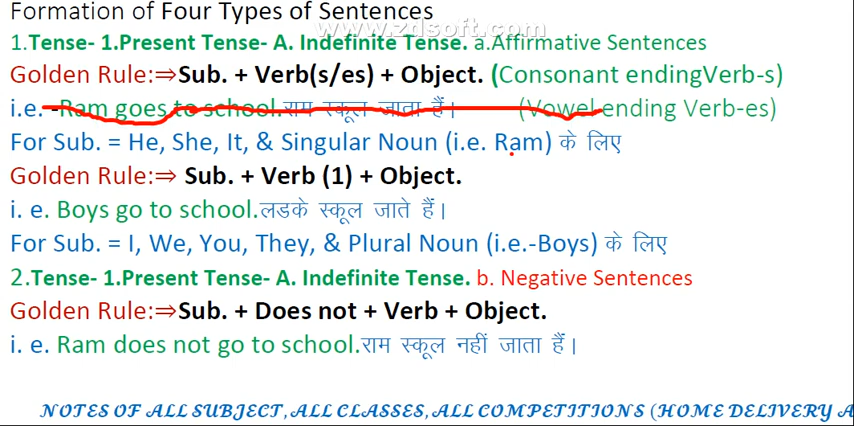 Formation of Four Types of Sentences
www.zdsoft.com
1.Tense- 1.Present Tense- A. Indefinite Tense. a.Affirmative Sentences
Golden Rule:⇒Sub. + Verb(s/es) + Object. (Consonant endingVerb-s)
i.e. -Ram goes to school.राम स्कूल जाता हैं। (Vowel ending Verb-es)
For Sub. = He, She, It, & Singular Noun (i.e. Ram) के लिए
Golden Rule:⇒ Sub. + Verb (1) + Object.
i. e. Boys go to school.लडके स्कूल जाते हैं।
For Sub. = I, We, You, They, & Plural Noun (i.e.-Boys) के लिए
2.Tense- 1.Present Tense- A. Indefinite Tense. b. Negative Sentences
Golden Rule:⇒Sub. + Does not + Verb + Object.
i. e. Ram does not go to school.राम स्कूल नहीं जाता हैं।
NOTES OF ALL SUBJECT, ALL CLASSES, ALL COMPETITIONS (HOME DELIVERY A